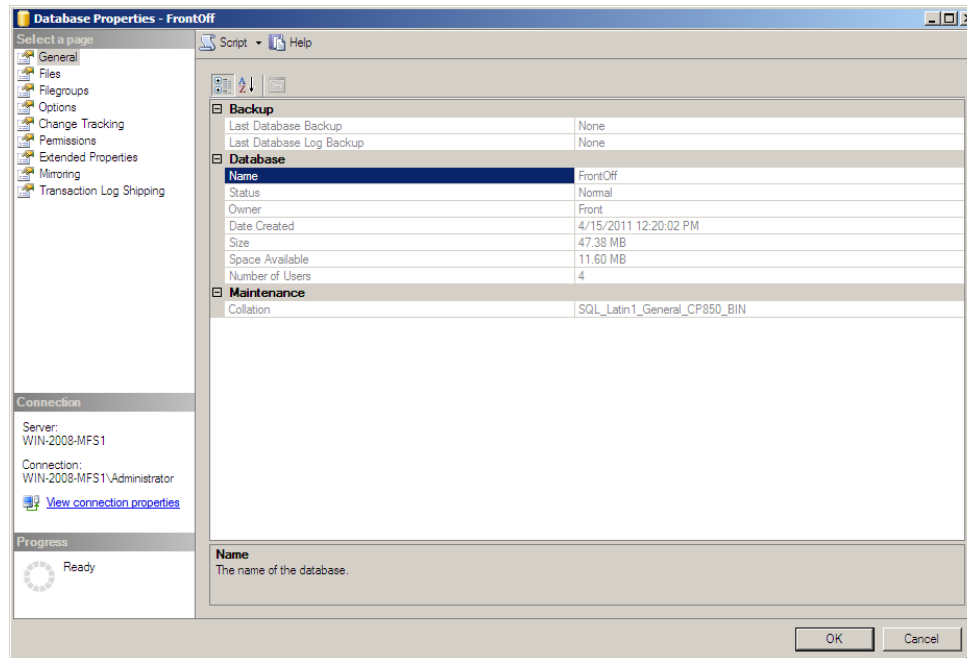 Database Properties - FrontOff
Select a page
General
Files
Filegroups
Options
Change Tracking
Permissions
Extended Properties
Mirroring
Transaction Log Shipping
Connection
Server:
WIN-2008-MFS1
Connection:
WIN-2008-MFS1\Administrator
View connection properties
Progress
Ready
Script Help
Backup
Last Database Backup None
Last Database Log Backup None
Database
Name FrontOff
Status Normal
Owner Front
Date Created 4/15/2011 12:20:02 PM
Size 47.38 MB
Space Available 11.60 MB
Number of Users 4
Maintenance
Collation SQL_Latin1_General_CP850_BIN
Name
The name of the database.
OK Cancel